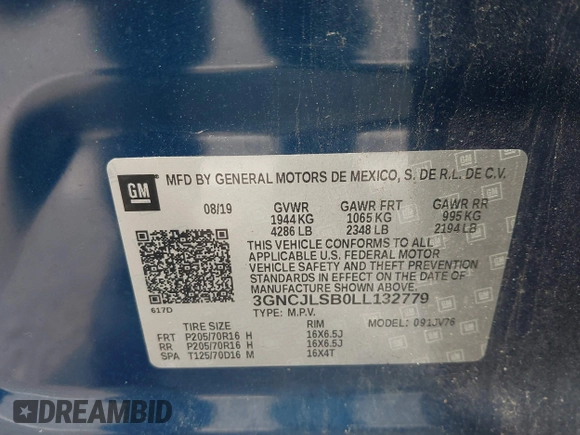 GM
MFD BY GENERAL MOTORS DE MEXICO, S. DE R.L. DE C.V.
08/19 GVWR GAWR FRT GAWR RR
1944 KG 1065 KG 995 KG
4286 LB 2348 LB 2194 LB
THIS VEHICLE CONFORMS TO ALL
APPLICABLE U.S. FEDERAL MOTOR
VEHICLE SAFETY AND THEFT PREVENTION
STANDARDS IN EFFECT ON THE DATE OF
MANUFACTURE SHOWN ABOVE.
617D
3GNCJLSB0LL132779
TYPE: M.P.V.
MODEL: 091JV76
TIRE SIZE RIM
FRT P205/70R16 H 16X6.5J
RR P205/70R16 H 16X6.5J
SPA T125/70D16 M 16X4T
DREAMBID